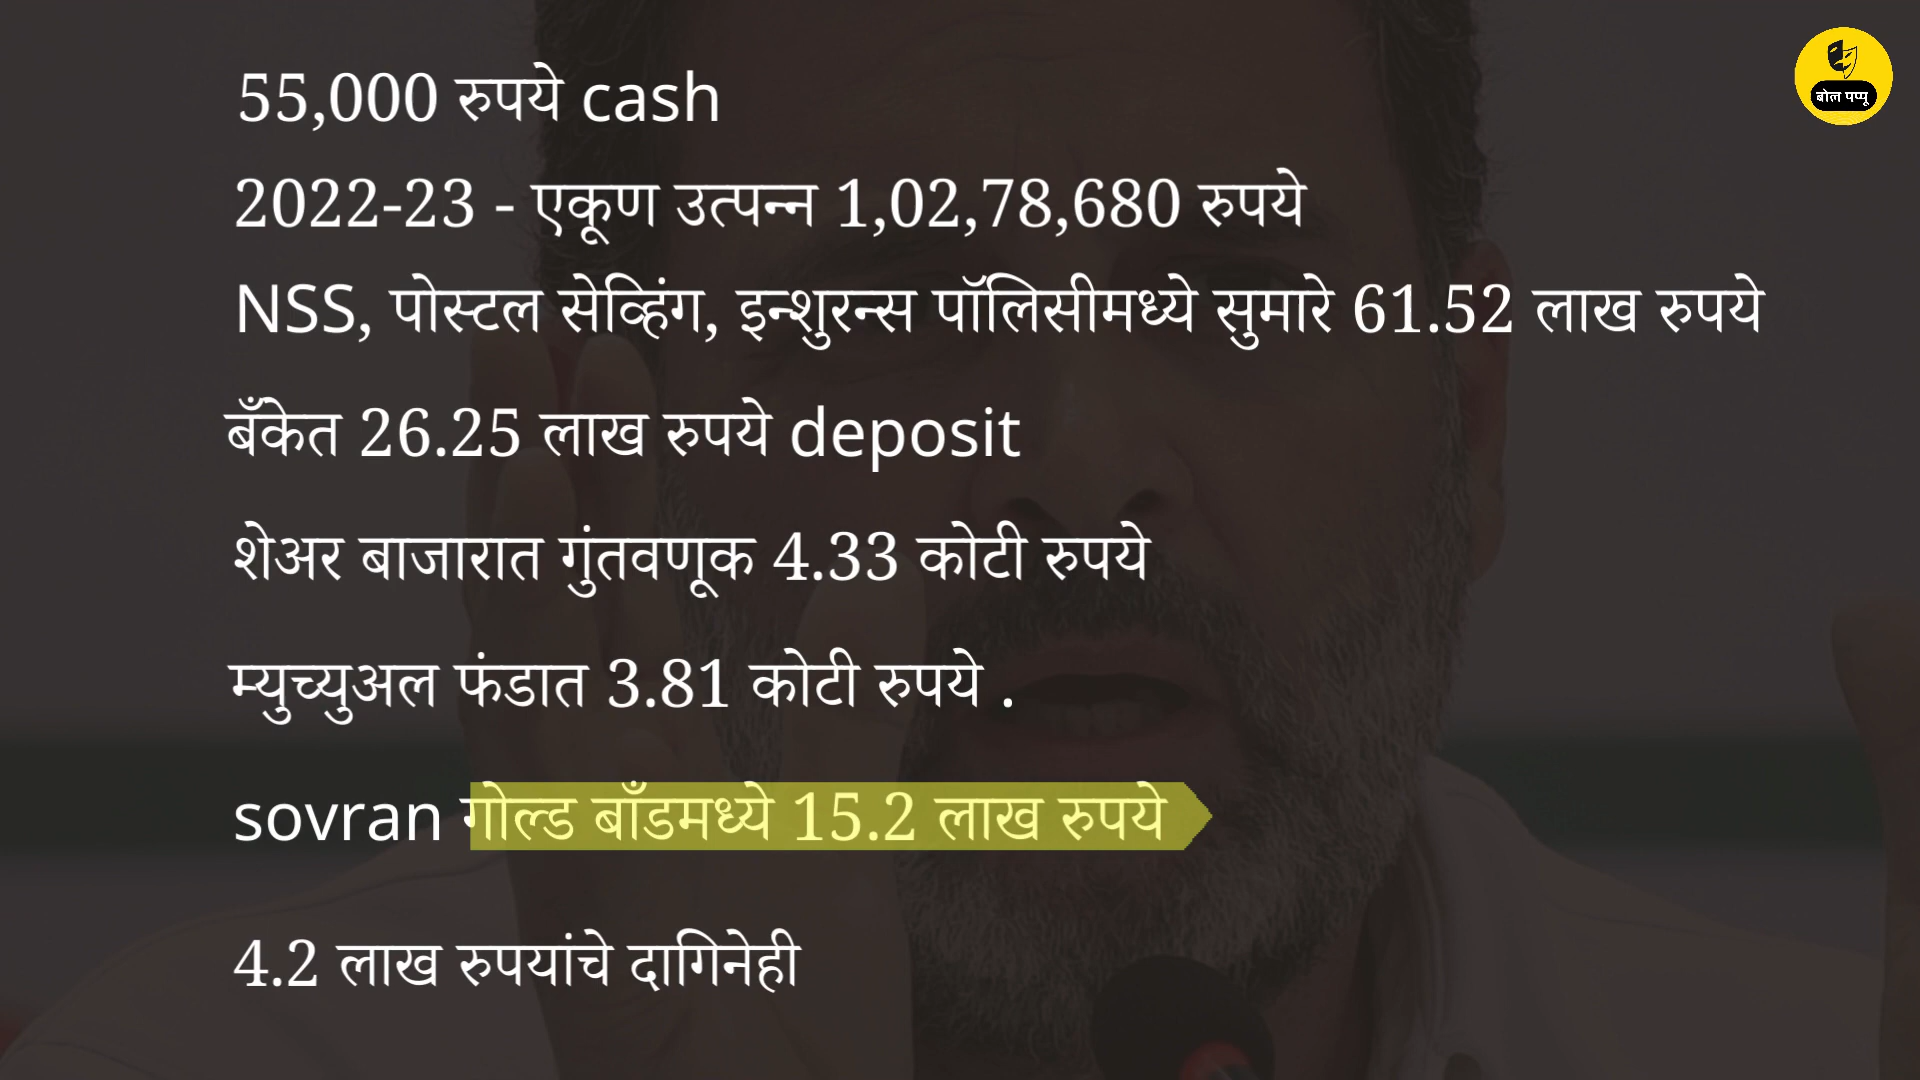 बोल पप्पू
55,000 रुपये cash
2022-23 - एकूण उत्पन्न 1,02,78,680 रुपये
NSS, पोस्टल सेव्हिंग, इन्शुरन्स पॉलिसीमध्ये सुमारे 61.52 लाख रुपये
बँकेत 26.25 लाख रुपये deposit
शेअर बाजारात गुंतवणूक 4.33 कोटी रुपये
म्युच्युअल फंडात 3.81 कोटी रुपये .
sovran गोल्ड बाँडमध्ये 15.2 लाख रुपये
4.2 लाख रुपयांचे दागिनेही